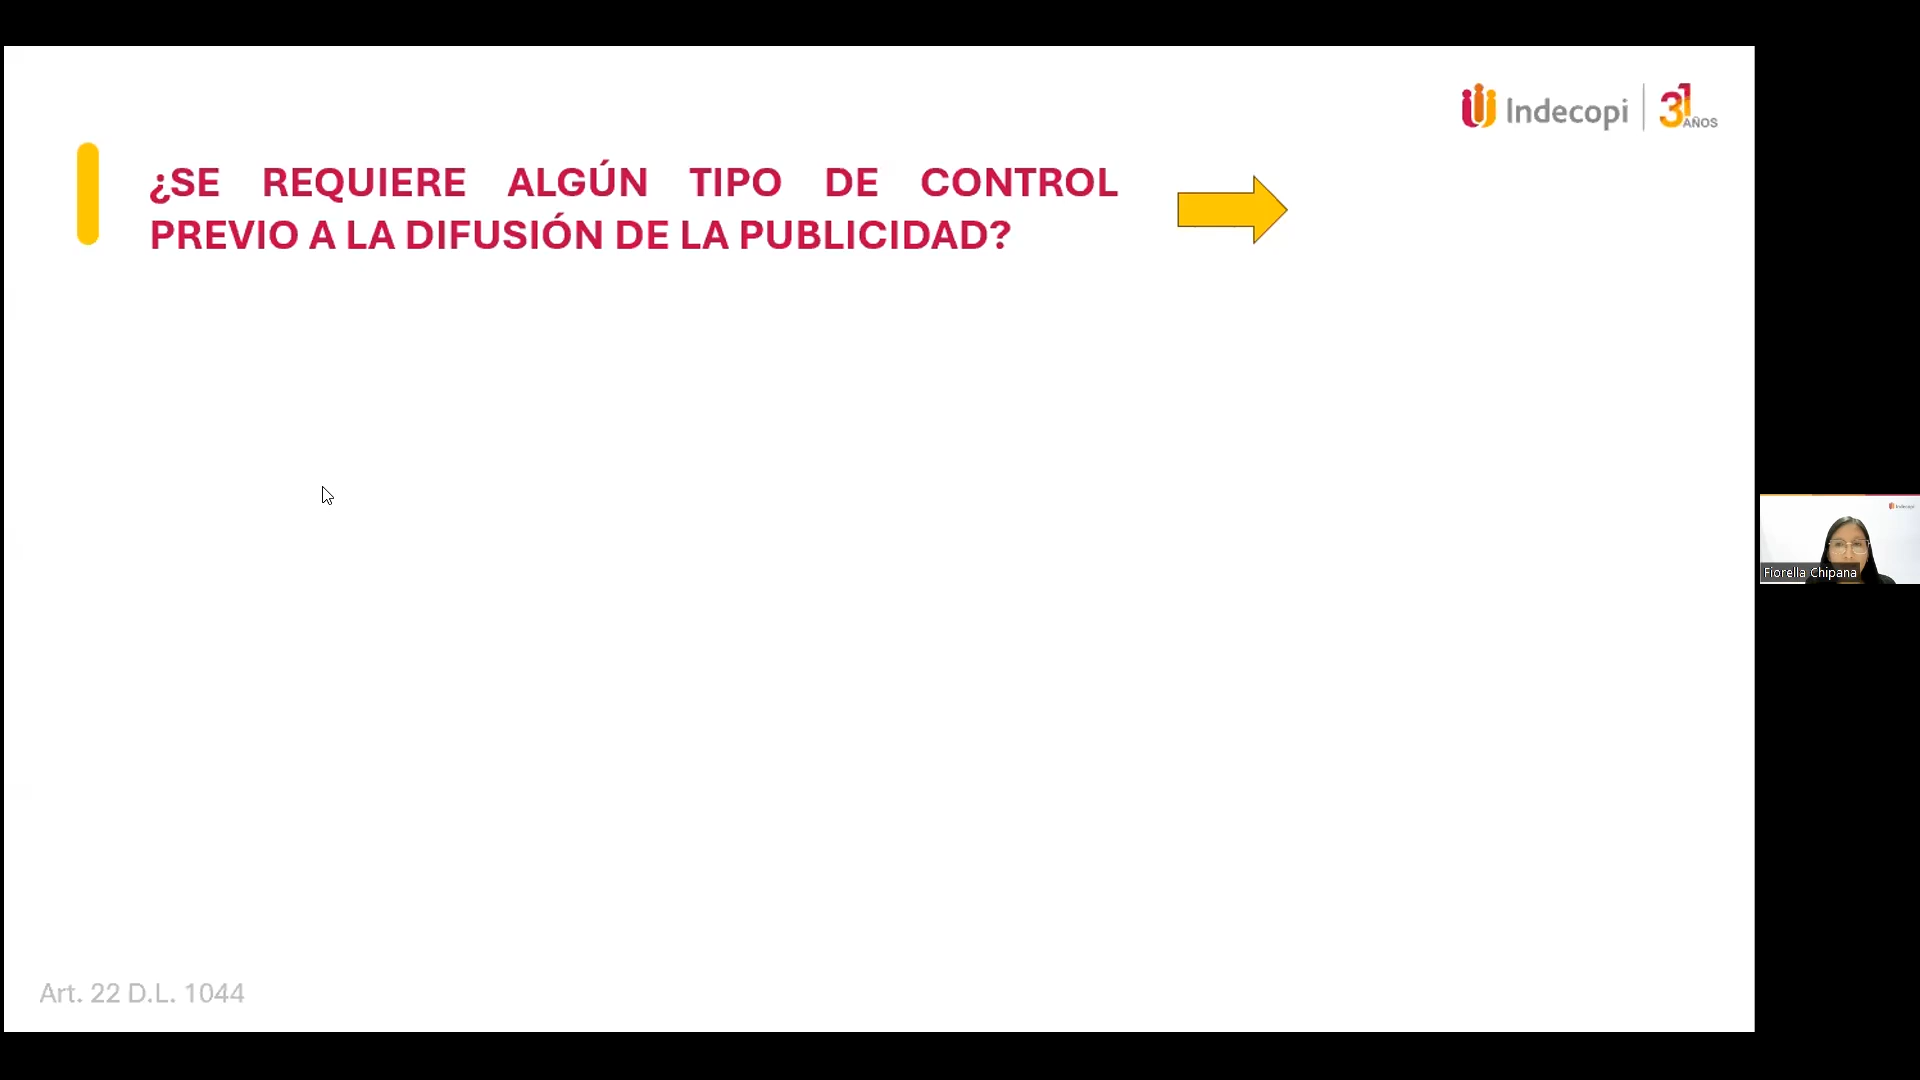 Indecopi
31 AÑOS
¿SE REQUIERE ALGÚN TIPO DE CONTROL
PREVIO A LA DIFUSIÓN DE LA PUBLICIDAD?
Indecopi
Fiorella Chipana
Art. 22 D.L. 1044